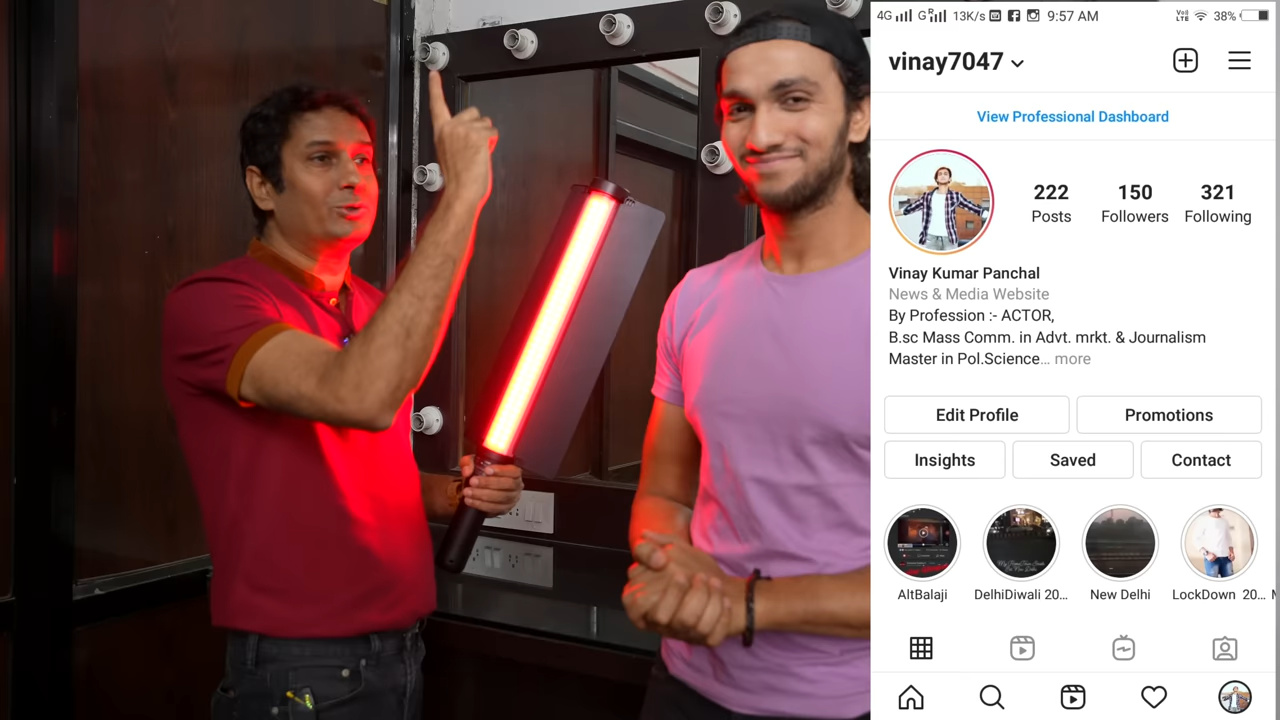 4G G 13K/s 9:57 AM VoI LTE 38%
vinay7047
View Professional Dashboard
222 150 321
Posts Followers Following
Vinay Kumar Panchal
News & Media Website
By Profession :- ACTOR,
B.sc Mass Comm. in Advt. mrkt. & Journalism
Master in Pol.Science... more
Edit Profile Promotions
Insights Saved Contact
AltBalaji DelhiDiwali 20... New Delhi LockDown 20... M